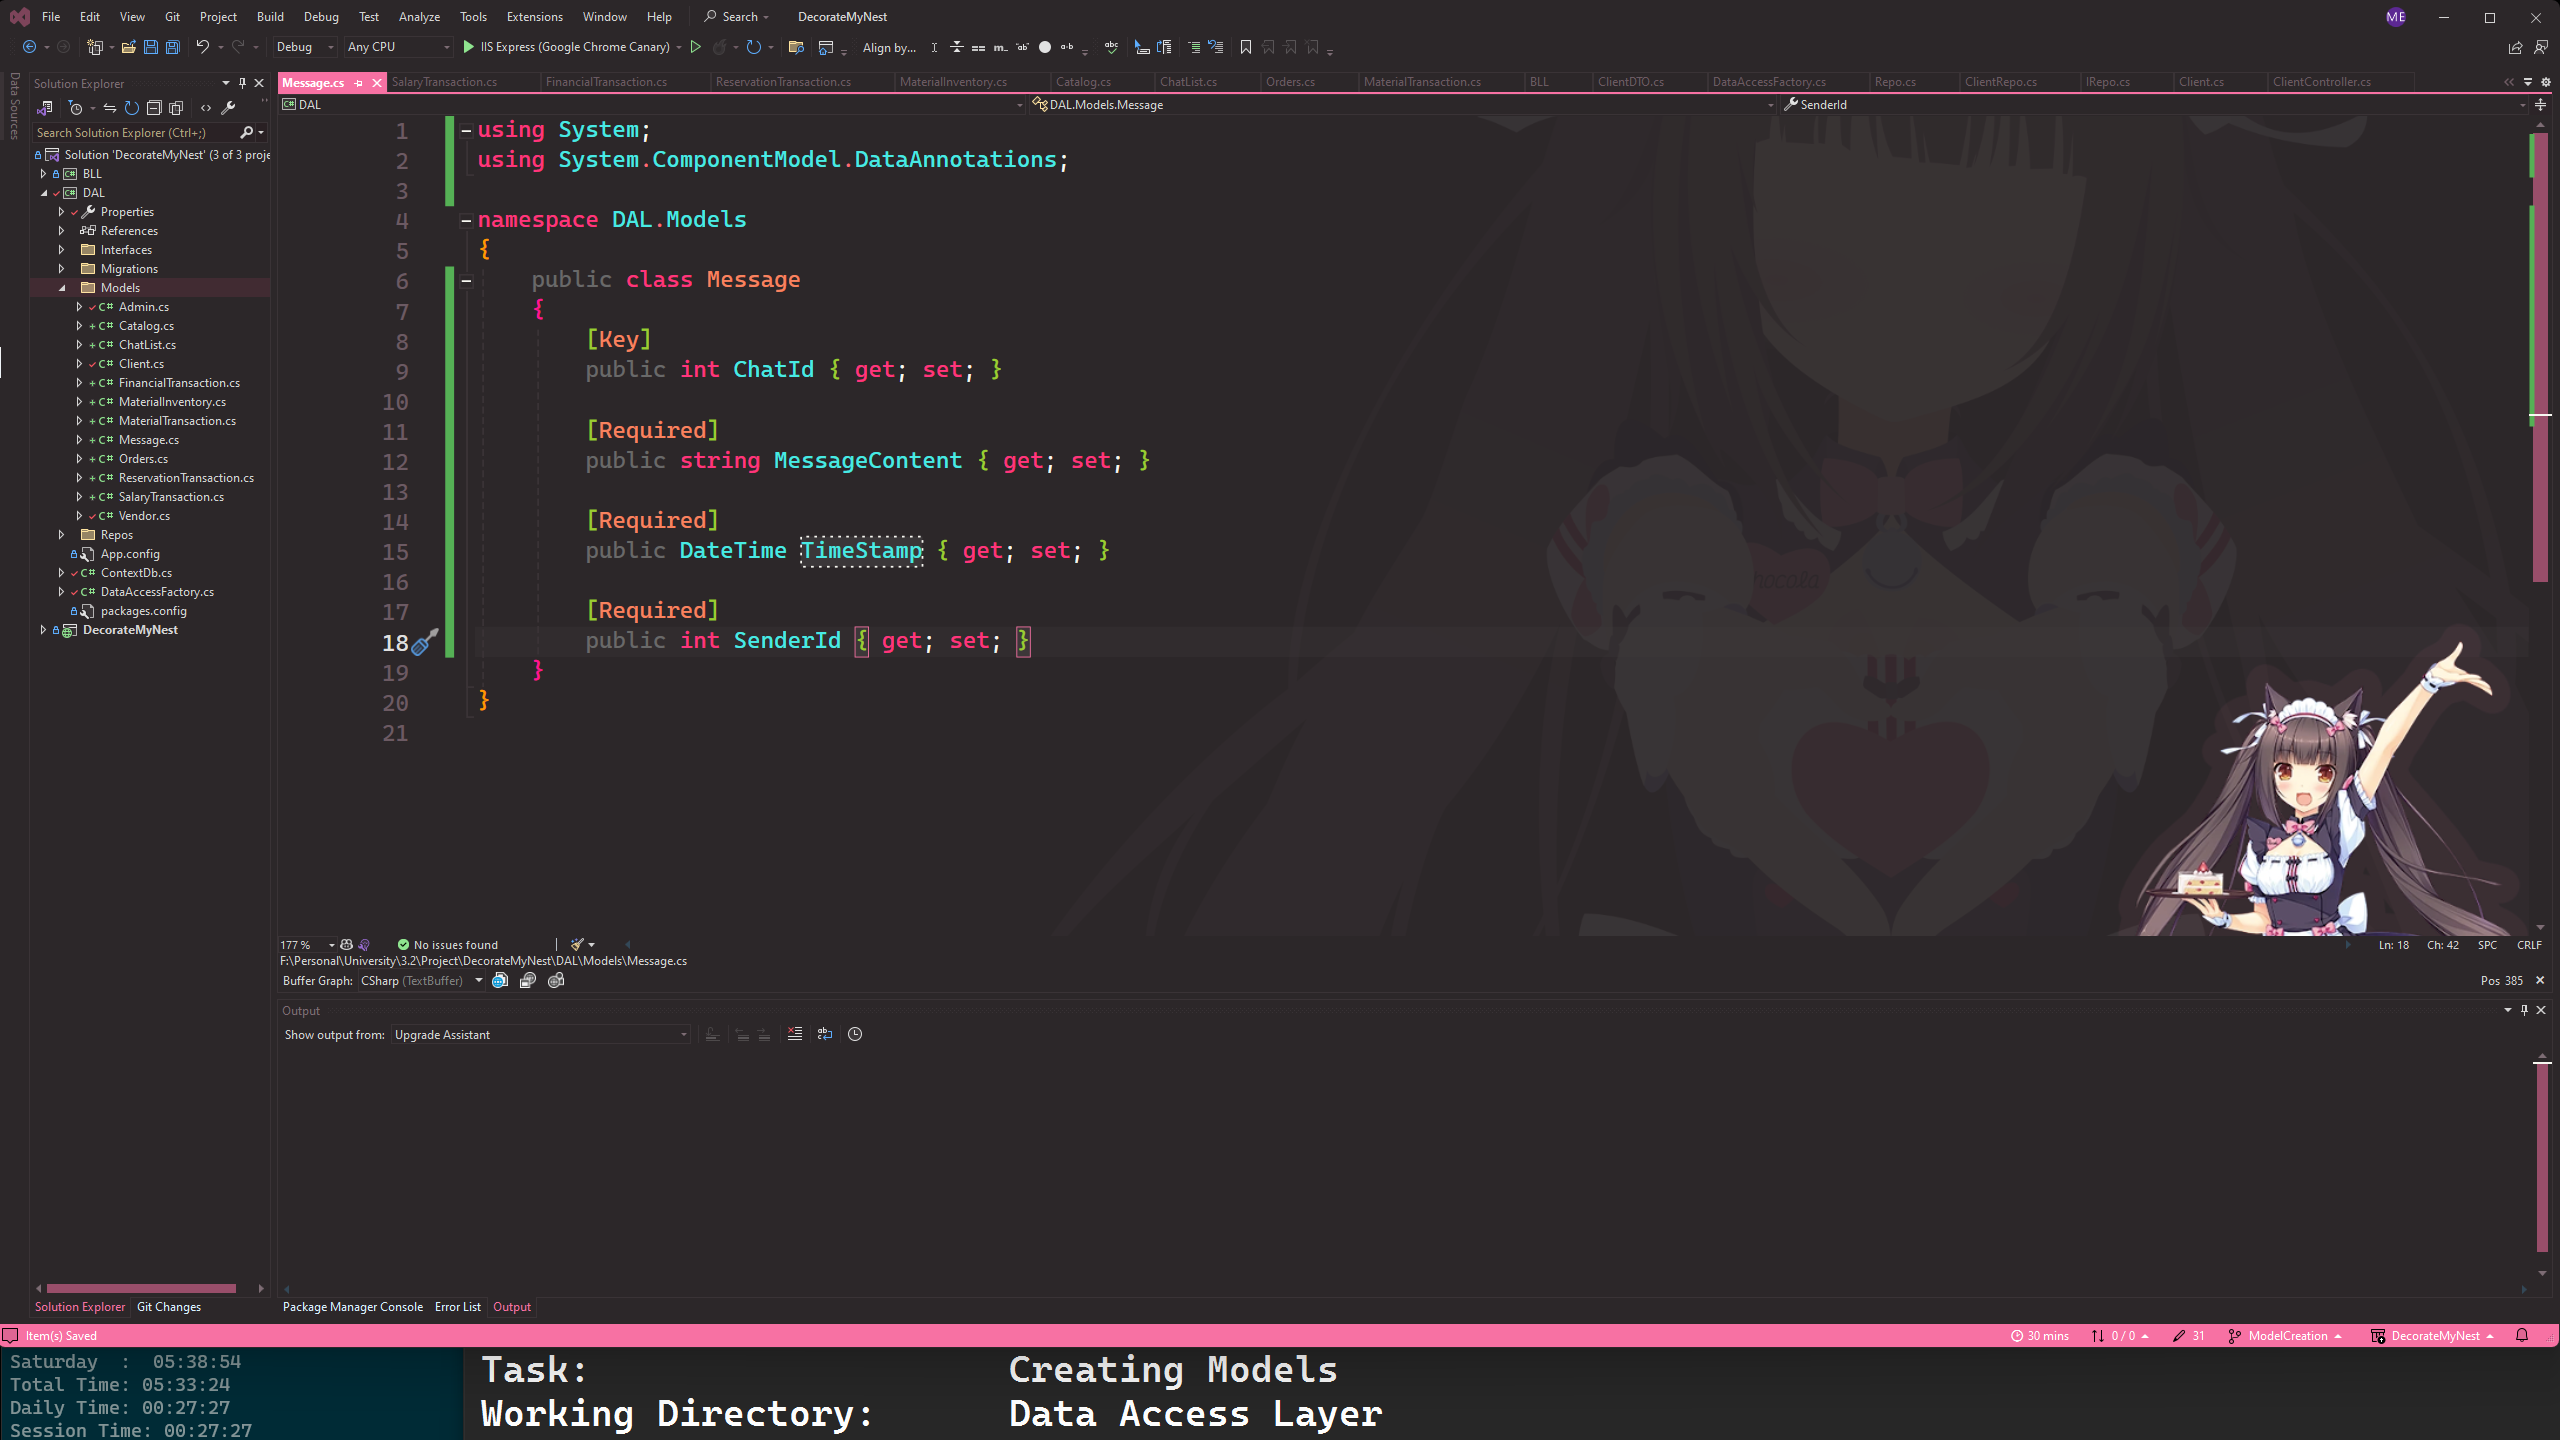 File Edit View Git Project Build Debug Test Analyze Tools Extensions Window Help Search DecorateMyNest ME
Debug Any CPU IIS Express (Google Chrome Canary) Align by...
Data Sources
Solution Explorer
Search Solution Explorer (Ctrl+;)
Solution 'DecorateMyNest' (3 of 3 proje
BLL
DAL
Properties
References
Interfaces
Migrations
Models
Admin.cs
Catalog.cs
ChatList.cs
Client.cs
FinancialTransaction.cs
MaterialInventory.cs
MaterialTransaction.cs
Message.cs
Orders.cs
ReservationTransaction.cs
SalaryTransaction.cs
Vendor.cs
Repos
App.config
ContextDb.cs
DataAccessFactory.cs
packages.config
DecorateMyNest
Solution Explorer Git Changes
Message.cs SalaryTransaction.cs FinancialTransaction.cs ReservationTransaction.cs MaterialInventory.cs Catalog.cs ChatList.cs Orders.cs MaterialTransaction.cs BLL ClientDTO.cs DataAccessFactory.cs Repo.cs ClientRepo.cs IRepo.cs Client.cs ClientController.cs
DAL DAL.Models.Message SenderId
1 using System;
2 using System.ComponentModel.DataAnnotations;
3
4 namespace DAL.Models
5 {
6 public class Message
7 {
8 [Key]
9 public int ChatId { get; set; }
10
11 [Required]
12 public string MessageContent { get; set; }
13
14 [Required]
15 public DateTime TimeStamp { get; set; }
16
17 [Required]
18 public int SenderId { get; set; }
19 }
20 }
21
177 % No issues found Ln: 18 Ch: 42 SPC CRLF
F:\Personal\University\3.2\Project\DecorateMyNest\DAL\Models\Message.cs
Buffer Graph: CSharp (TextBuffer) Pos 385
Output
Show output from: Upgrade Assistant
Package Manager Console Error List Output
Item(s) Saved 30 mins 0 / 0 31 ModelCreation DecorateMyNest
Saturday : 05:38:54
Total Time: 05:33:24
Daily Time: 00:27:27
Session Time: 00:27:27
Task: Creating Models
Working Directory: Data Access Layer